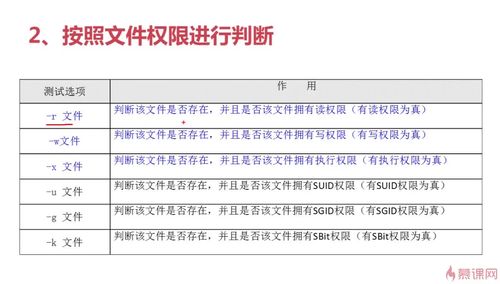 2、按照文件权限进行判断
测试选项 作 用
-r 文件 判断该文件是否存在，并且是否该文件拥有读权限（有读权限为真）
-w文件 判断该文件是否存在，并且是否该文件拥有写权限（有写权限为真）
-x 文件 判断该文件是否存在，并且是否该文件拥有执行权限（有执行权限为真）
-u 文件 判断该文件是否存在，并且是否该文件拥有SUID权限（有SUID权限为真）
-g 文件 判断该文件是否存在，并且是否该文件拥有SGID权限（有SGID权限为真）
-k 文件 判断该文件是否存在，并且是否该文件拥有SBit权限（有SBit权限为真）
慕课网